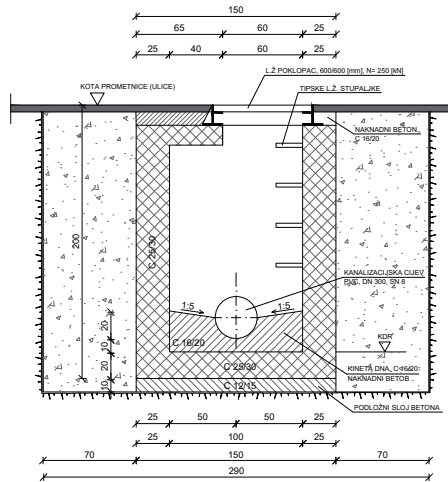 150
65 60
25 40 60 25
L.Ž POKLOPAC, 600/600 [mm], N= 250 [kN]
KOTA PROMETNICE (ULICE)
TIPSKE L.Ž. STUPALJKE
NAKNADNI BETON,
C 16/20
200
C 25/30
KANALIZACIJSKA CIJEV
PVC, DN 300, SN 8
1:5 1:5
20
20
10
10
C 16/20
KDR
C 25/30
KINETA DNA, C 16/20
NAKNADNI BETOB
C 12/15
PODLOŽNI SLOJ BETONA
25 50 50 25
25 100 25
70 150 70
290